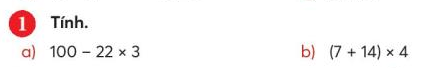 1 Tính.
a) 100 – 22 × 3 b) (7 + 14) × 4